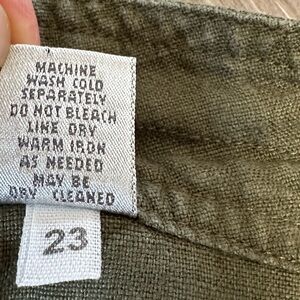 MACHINE
WASH COLD
SEPARATELY
DO NOT BLEACH
LINE DRY
WARM IRON
AS NEEDED
MAY BE
DRY CLEANED
23